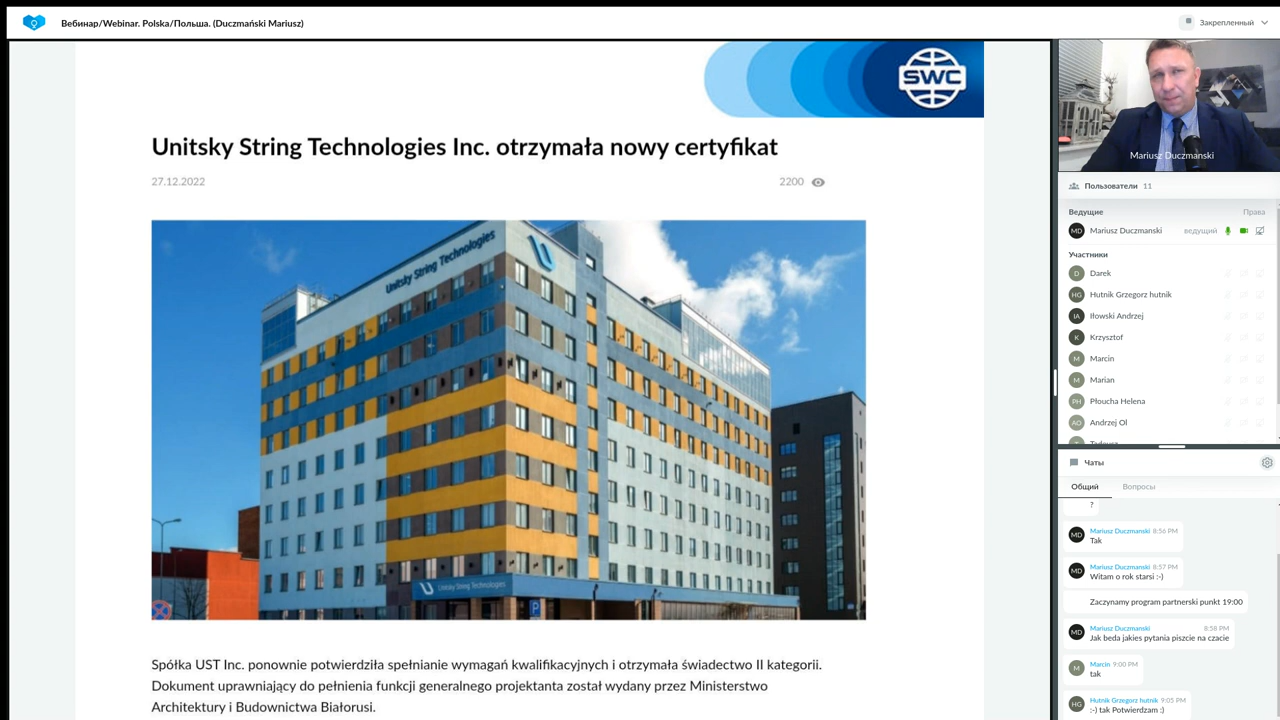 Вебинар/Webinar. Polska/Польша. (Duczmański Mariusz)
Закрепленный
SWC
Unitsky String Technologies Inc. otrzymała nowy certyfikat
27.12.2022
2200
Unitsky String Technologies
Unitsky String Technologies
P
Spółka UST Inc. ponownie potwierdziła spełnianie wymagań kwalifikacyjnych i otrzymała świadectwo II kategorii.
Dokument uprawniający do pełnienia funkcji generalnego projektanta został wydany przez Ministerstwo
Architektury i Budownictwa Białorusi.
Mariusz Duczmanski
Пользователи 11
Ведущие Права
MD Mariusz Duczmanski ведущий
Участники
D Darek
HG Hutnik Grzegorz hutnik
IA Iłowski Andrzej
K Krzysztof
M Marcin
M Marian
PH Płoucha Helena
AO Andrzej Ol
Tadeusz
Чаты
Общий Вопросы
?
MD Mariusz Duczmanski 8:56 PM
Tak
MD Mariusz Duczmanski 8:57 PM
Witam o rok starsi :-)
Zaczynamy program partnerski punkt 19:00
MD Mariusz Duczmanski 8:58 PM
Jak beda jakies pytania piszcie na czacie
M Marcin 9:00 PM
tak
HG Hutnik Grzegorz hutnik 9:05 PM
:-) tak Potwierdzam :)